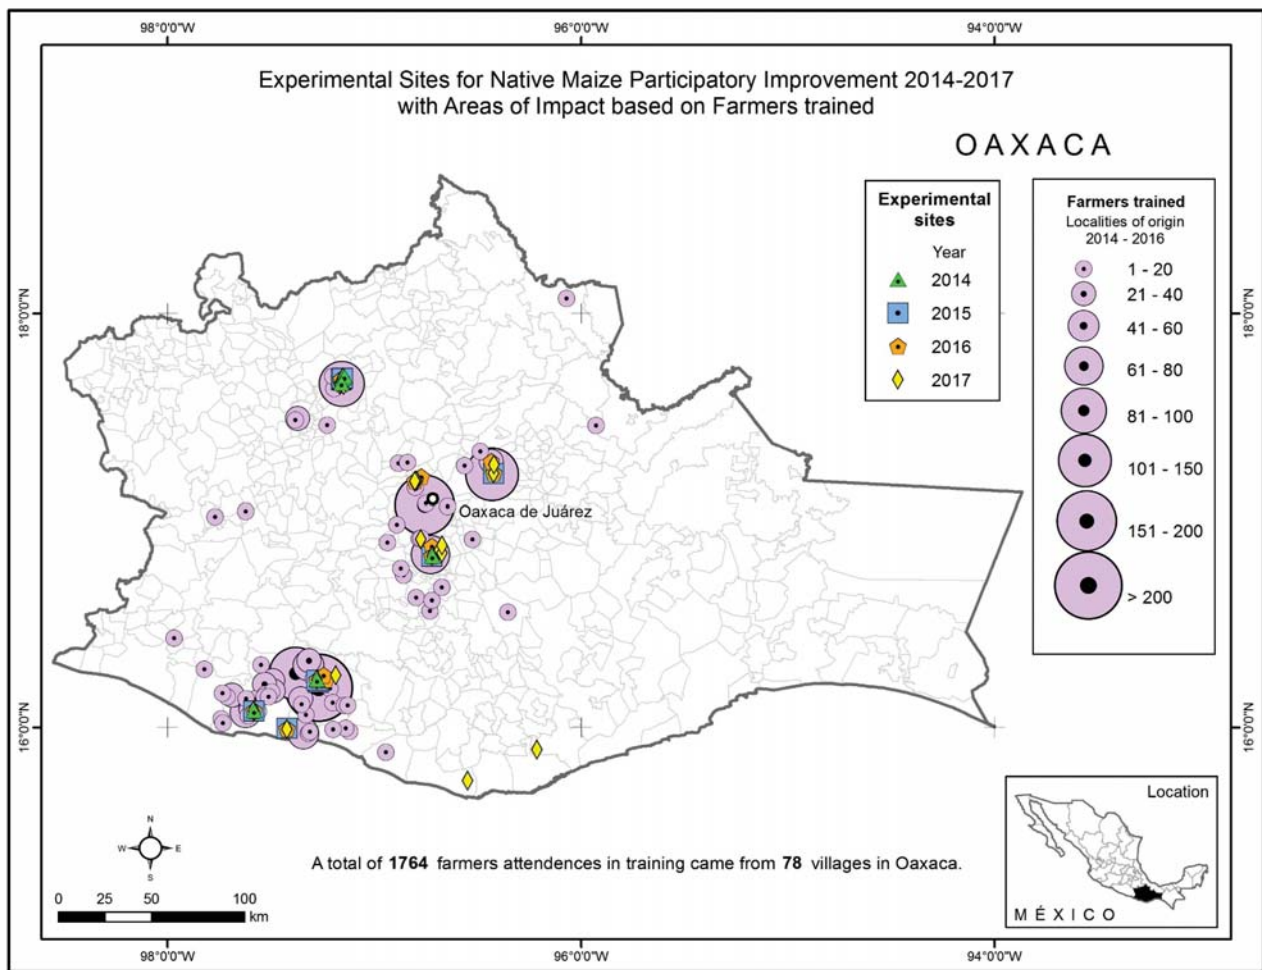 98°0'0"W
96°0'0"W
94°0'0"W
Experimental Sites for Native Maize Participatory Improvement 2014-2017
with Areas of Impact based on Farmers trained
OAXACA
Experimental
sites
Year
2014
2015
2016
2017
Farmers trained
Localities of origin
2014 - 2016
1 - 20
21 - 40
41 - 60
61 - 80
81 - 100
101 - 150
151 - 200
> 200
18°0'0"N
18°0'0"N
Oaxaca de Juárez
16°0'0"N
16°0'0"N
Location
MÉXICO
N
W
E
S
A total of 1764 farmers attendences in training came from 78 villages in Oaxaca.
0 25 50 100
km
98°0'0"W
96°0'0"W
94°0'0"W